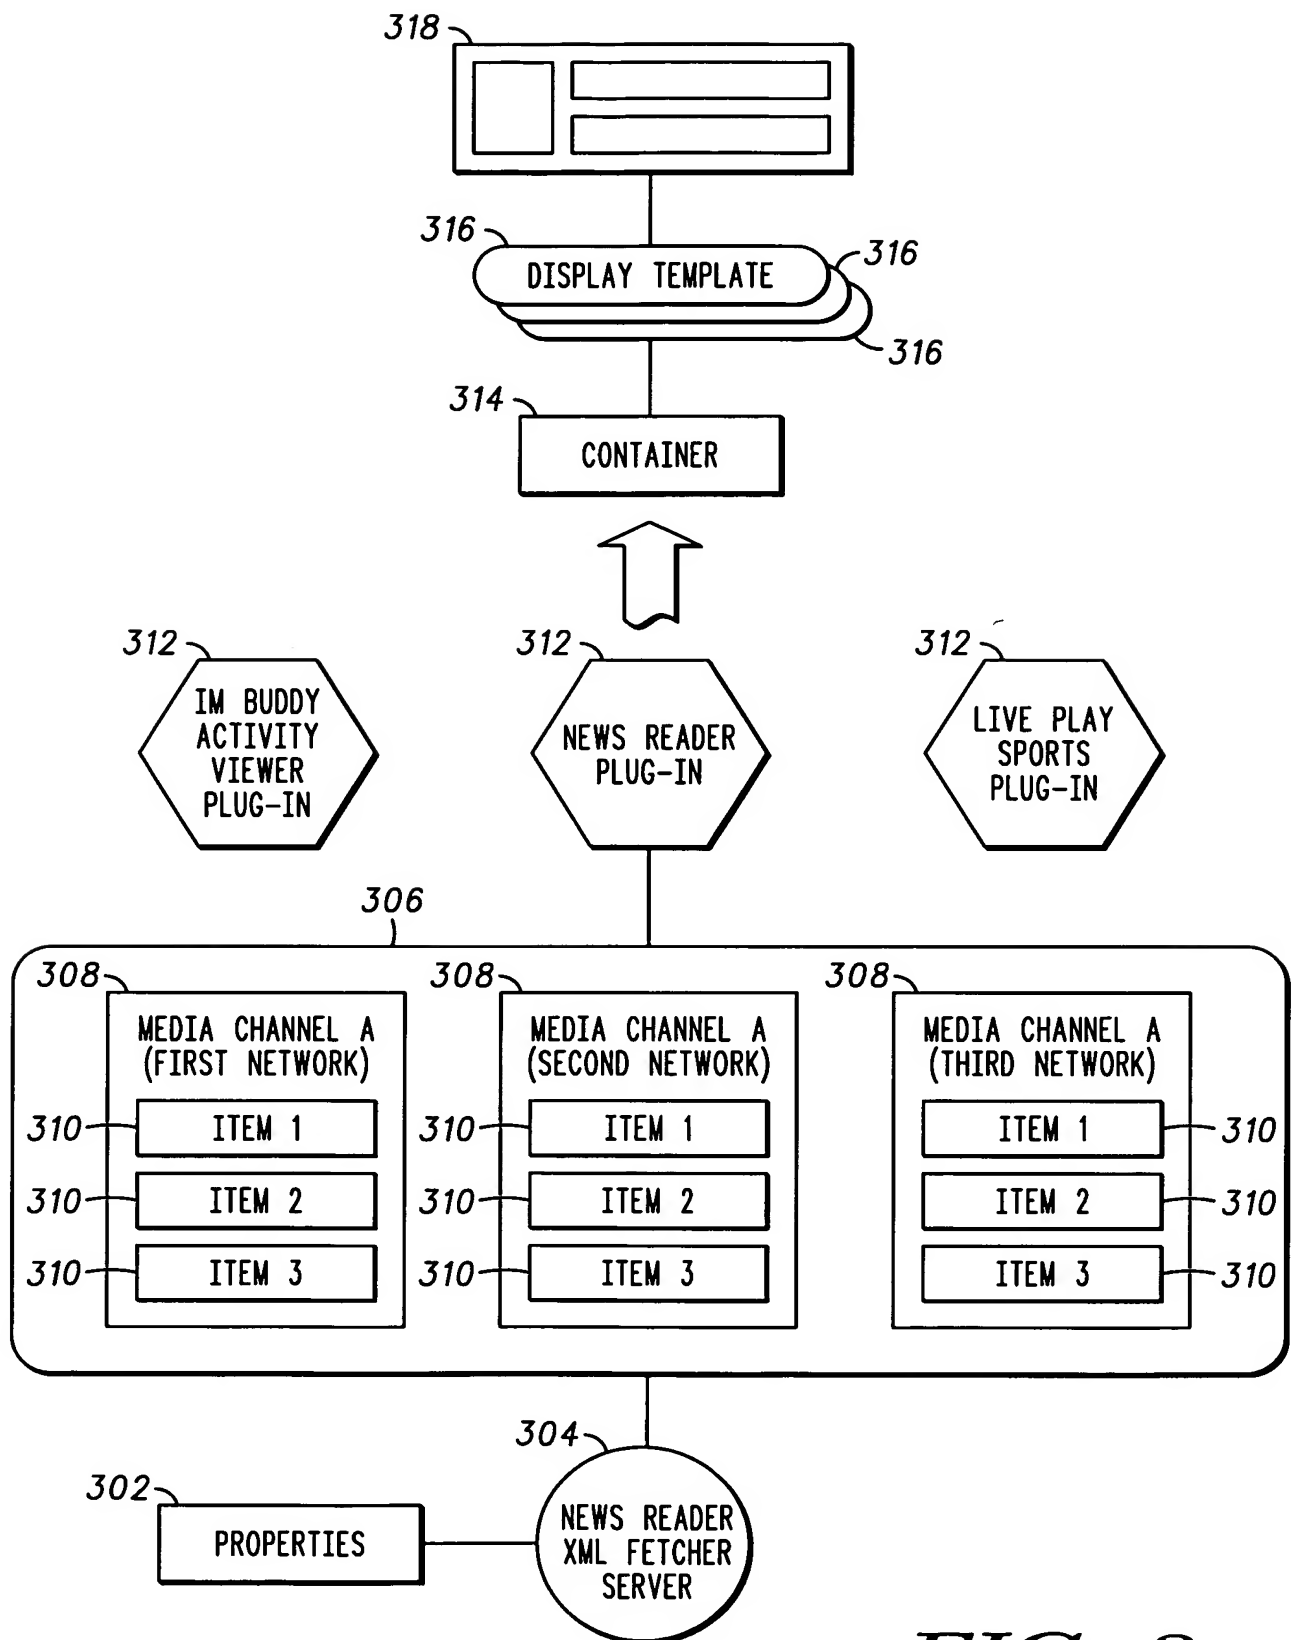 318
316
DISPLAY TEMPLATE
316
316
314
CONTAINER
312
312
312
IM BUDDY
ACTIVITY
VIEWER
PLUG-IN
NEWS READER
PLUG-IN
LIVE PLAY
SPORTS
PLUG-IN
306
308
308
308
MEDIA CHANNEL A
(FIRST NETWORK)
310
ITEM 1
310
ITEM 2
310
ITEM 3
MEDIA CHANNEL A
(SECOND NETWORK)
310
ITEM 1
310
ITEM 2
310
ITEM 3
MEDIA CHANNEL A
(THIRD NETWORK)
ITEM 1
310
ITEM 2
310
ITEM 3
310
304
302
PROPERTIES
NEWS READER
XML FETCHER
SERVER